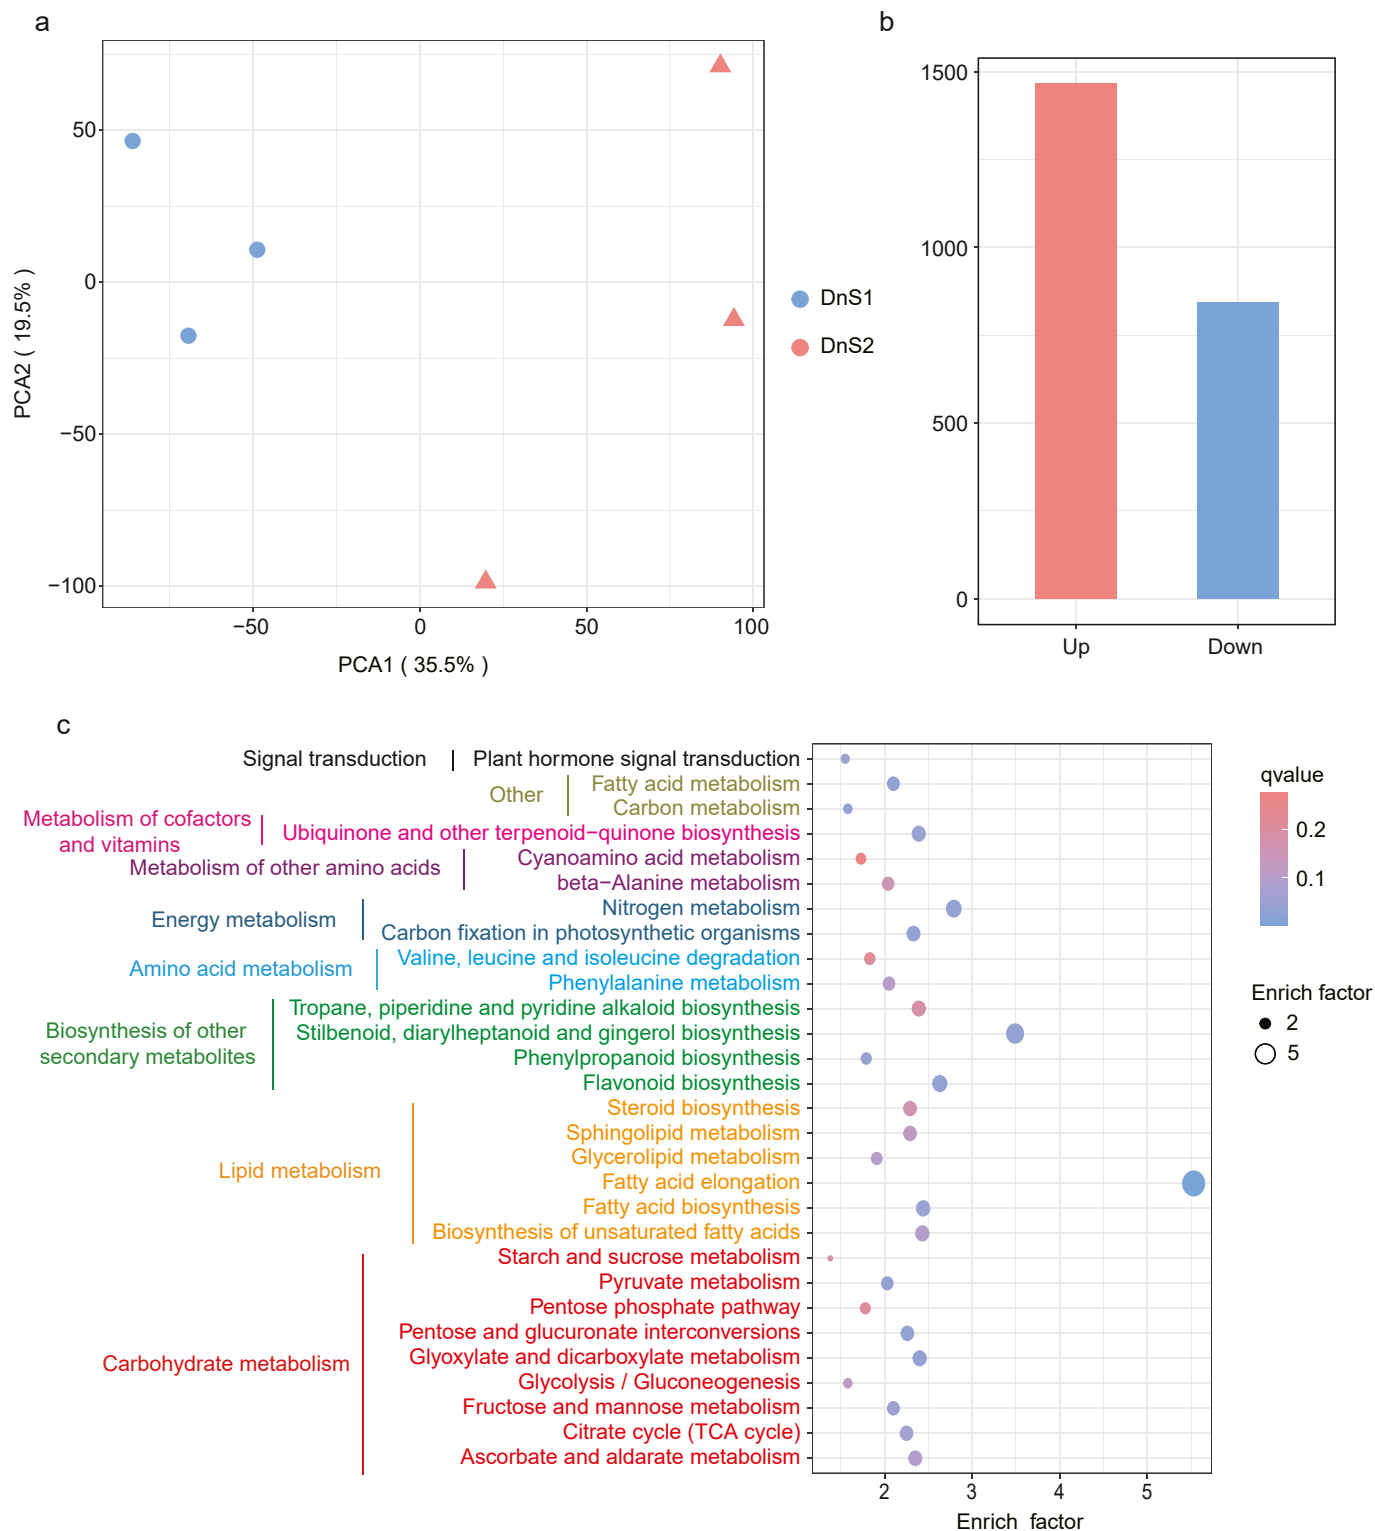 a
50
0
−50
−100
PCA2 ( 19.5% )
−50
0
50
100
PCA1 ( 35.5% )
DnS1
DnS2
b
1500
1000
500
0
Up
Down
c
Signal transduction
Plant hormone signal transduction
Other
Fatty acid metabolism
Carbon metabolism
Metabolism of cofactors
and vitamins
Ubiquinone and other terpenoid−quinone biosynthesis
Metabolism of other amino acids
Cyanoamino acid metabolism
beta−Alanine metabolism
Energy metabolism
Nitrogen metabolism
Carbon fixation in photosynthetic organisms
Amino acid metabolism
Valine, leucine and isoleucine degradation
Phenylalanine metabolism
Biosynthesis of other
secondary metabolites
Tropane, piperidine and pyridine alkaloid biosynthesis
Stilbenoid, diarylheptanoid and gingerol biosynthesis
Phenylpropanoid biosynthesis
Flavonoid biosynthesis
Lipid metabolism
Steroid biosynthesis
Sphingolipid metabolism
Glycerolipid metabolism
Fatty acid elongation
Fatty acid biosynthesis
Biosynthesis of unsaturated fatty acids
Carbohydrate metabolism
Starch and sucrose metabolism
Pyruvate metabolism
Pentose phosphate pathway
Pentose and glucuronate interconversions
Glyoxylate and dicarboxylate metabolism
Glycolysis / Gluconeogenesis
Fructose and mannose metabolism
Citrate cycle (TCA cycle)
Ascorbate and aldarate metabolism
2
3
4
5
Enrich factor
qvalue
0.2
0.1
Enrich factor
2
5